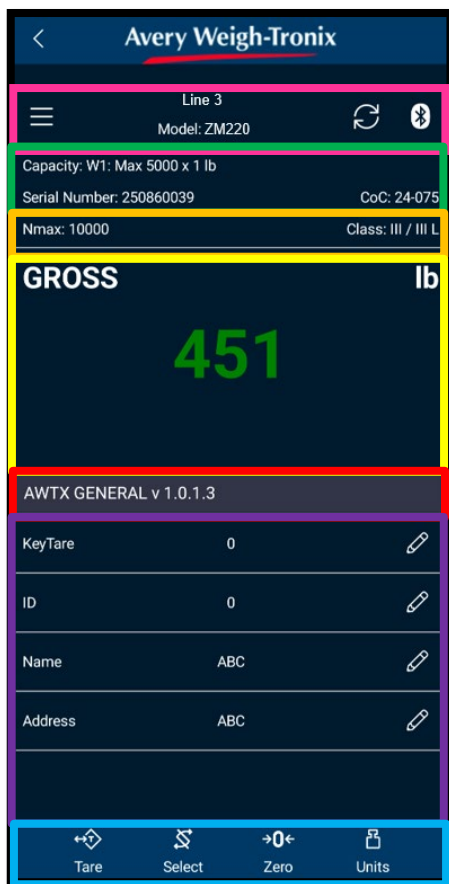 Avery Weigh-Tronix
Line 3
Model: ZM220
Capacity: W1: Max 5000 x 1 lb
Serial Number: 250860039 CoC: 24-075
Nmax: 10000 Class: III / III L
GROSS lb
451
AWTX GENERAL v 1.0.1.3
KeyTare 0
ID 0
Name ABC
Address ABC
→0←
Tare Select Zero Units